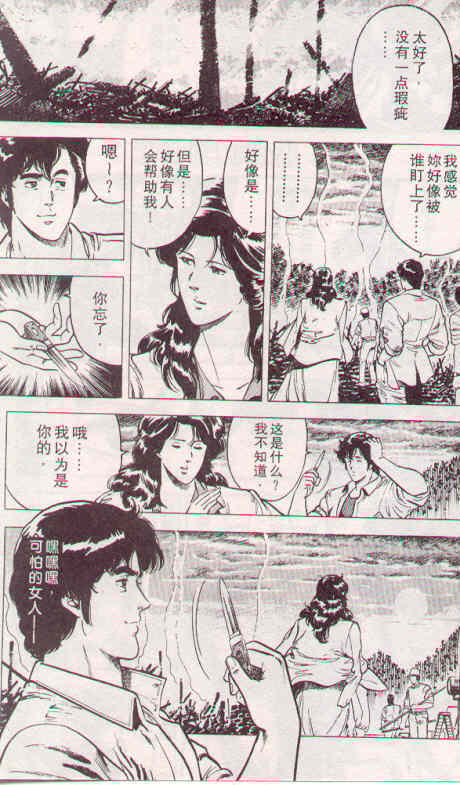 太好了，
没有一点瑕疵
……
我感觉
妳好像被
谁盯上了……
…………
…………
好像是……
但是……
好像有人
会帮助我！
嗯～？
你忘了．
这是什么？
我不知道．
哦……
我以为是
你的．
嘿嘿嘿，
可怕的女人——